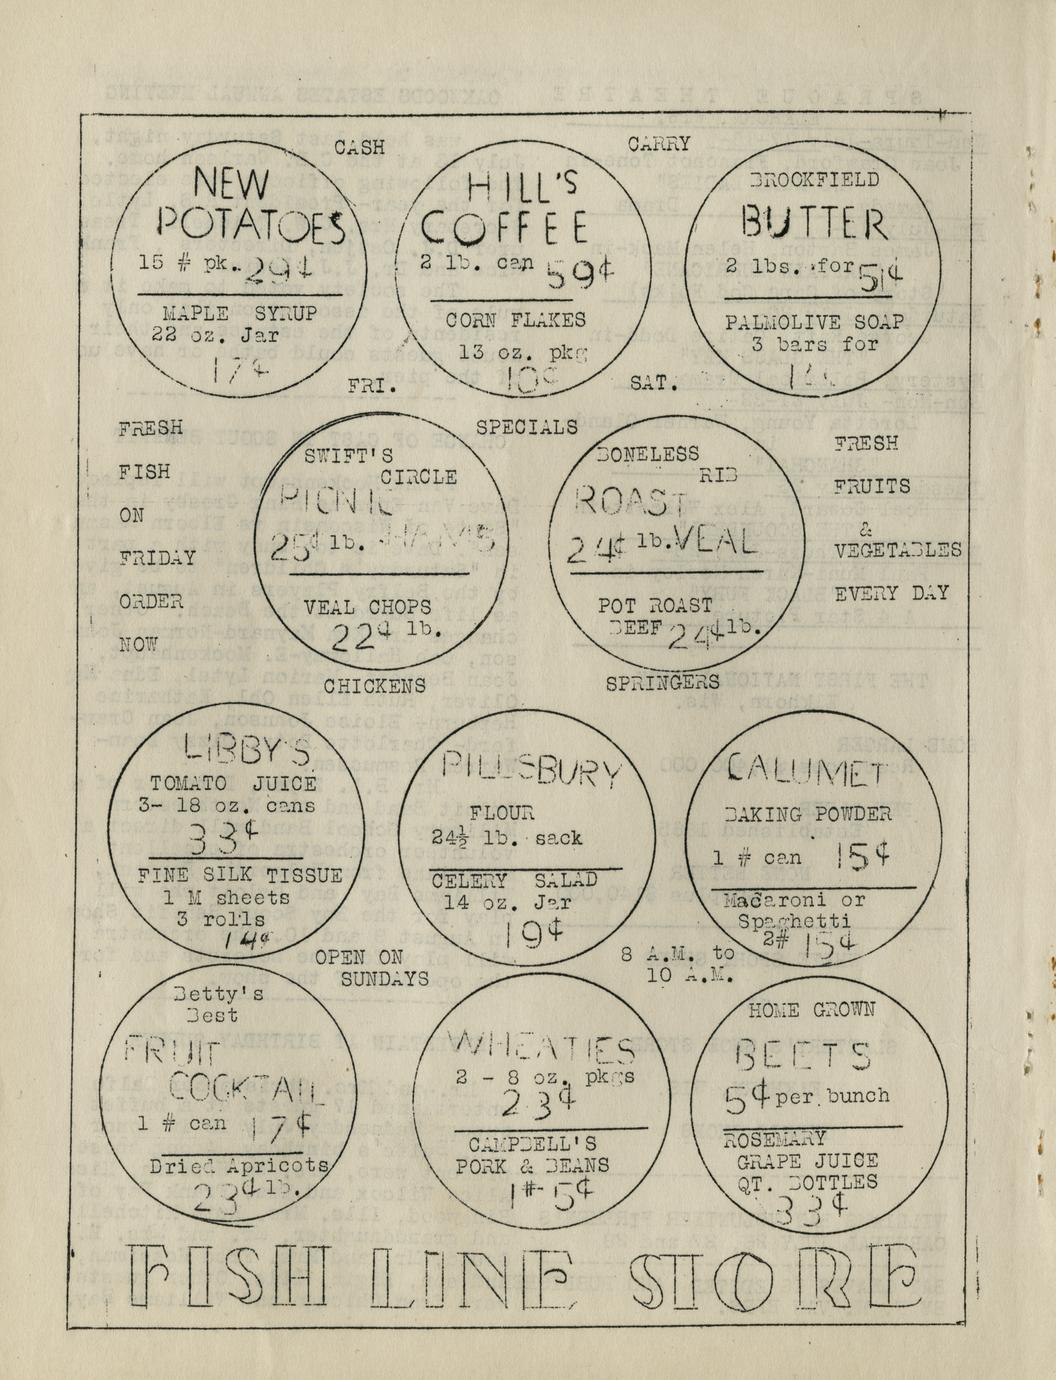 CASH CARRY
NEW
POTATOES
15 # pk. 29¢
MAPLE SYRUP
22 oz. Jar
17¢
HILL'S
COFFEE
2 lb. can 59¢
CORN FLAKES
13 oz. pkg
10¢
BROOKFIELD
BUTTER
2 lbs. for 51¢
PALMOLIVE SOAP
3 bars for
FRI. SAT.
SPECIALS
FRESH
FISH
ON
FRIDAY
ORDER
NOW
SWIFT'S
CIRCLE
PICNIC
25¢ lb. HAMS
VEAL CHOPS
22¢ lb.
BONELESS
RIB
ROAST
24¢ lb. VEAL
POT ROAST
BEEF 24¢ lb.
FRESH
FRUITS
&
VEGETABLES
EVERY DAY
CHICKENS SPRINGERS
LIBBY'S
TOMATO JUICE
3- 18 oz. cans
33¢
FINE SILK TISSUE
1 M sheets
3 rolls
14¢
PILLSBURY
FLOUR
24½ lb. sack
CELERY SALAD
14 oz. Jar
19¢
CALUMET
BAKING POWDER
1 # can 15¢
Macaroni or
Spaghetti
2# 15¢
OPEN ON
SUNDAYS
8 A.M. to
10 A.M.
Betty's
Best
FRUIT
COCKTAIL
1 # can 17¢
Dried Apricots
23¢ lb.
WHEATIES
2 - 8 oz. pkgs
23¢
CAMPBELL'S
PORK & BEANS
1# 5¢
HOME GROWN
BEETS
5¢ per bunch
ROSEMARY
GRAPE JUICE
QT. BOTTLES
33¢
FISH LINE STORE